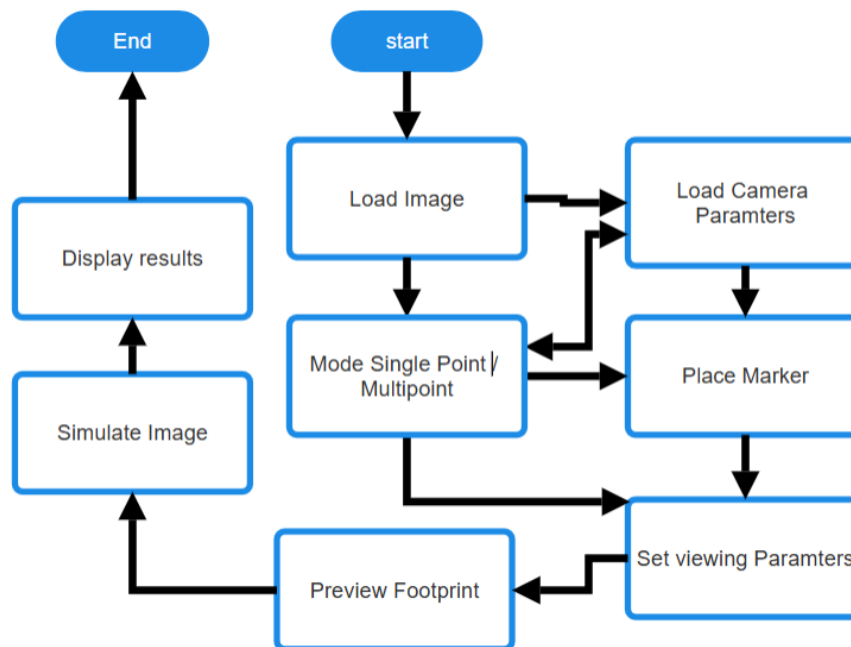 End
start
Load Image
Load Camera
Paramters
Display results
Mode Single Point /
Multipoint
Place Marker
Simulate Image
Preview Footprint
Set viewing Paramters